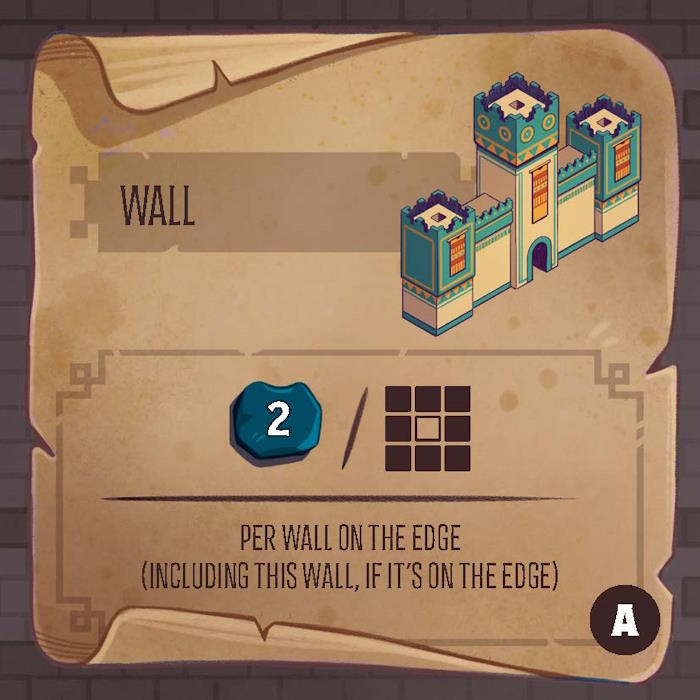 WALL
2 /
PER WALL ON THE EDGE
(INCLUDING THIS WALL, IF IT'S ON THE EDGE)
A